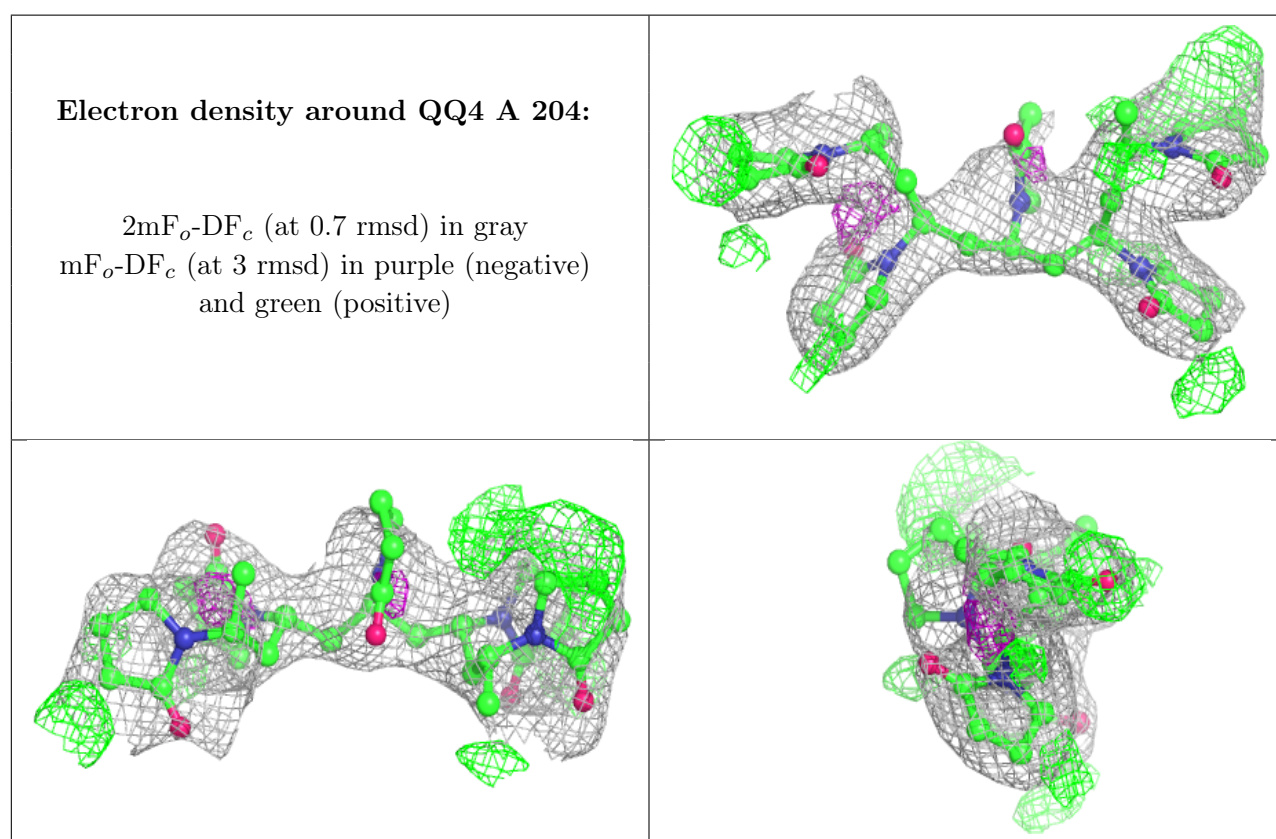 Electron density around QQ4 A 204:
2mFo-DFc (at 0.7 rmsd) in gray
mFo-DFc (at 3 rmsd) in purple (negative)
and green (positive)